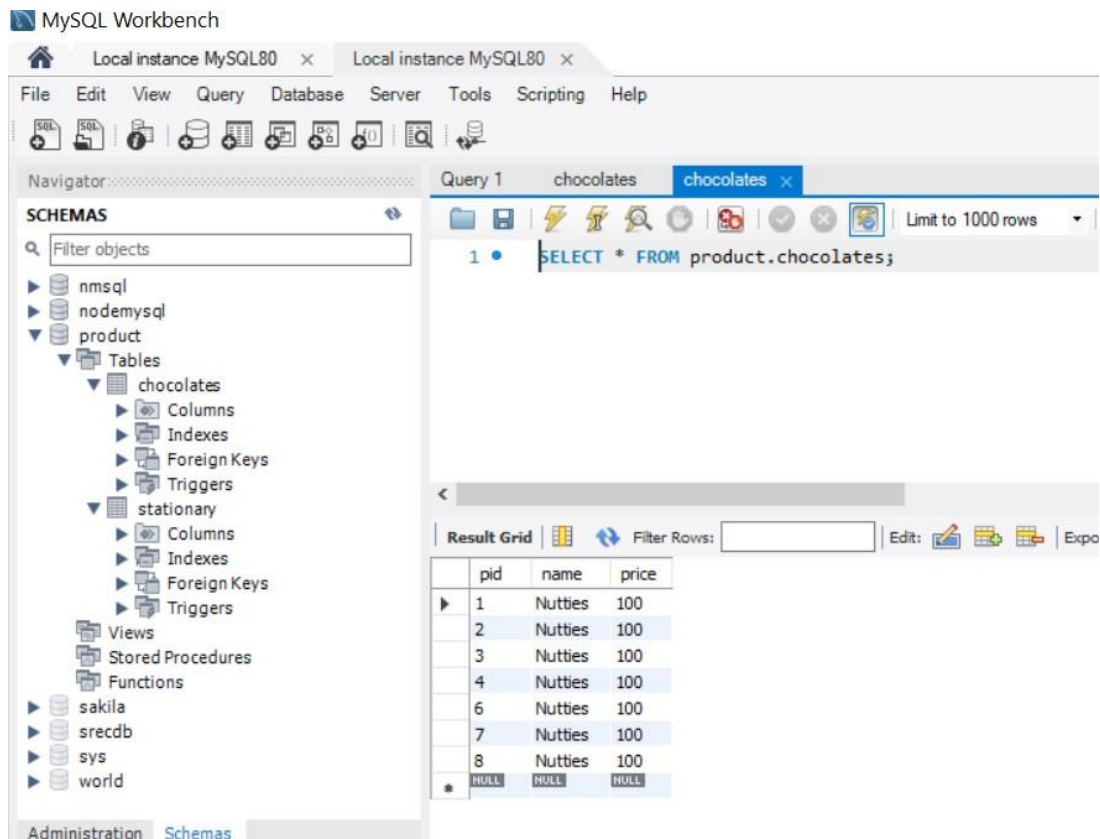 MySQL Workbench
Local instance MySQL80 × Local instance MySQL80 ×
File Edit View Query Database Server Tools Scripting Help
Navigator
SCHEMAS
Filter objects
nmsql
nodemysql
product
Tables
chocolates
Columns
Indexes
Foreign Keys
Triggers
stationary
Columns
Indexes
Foreign Keys
Triggers
Views
Stored Procedures
Functions
sakila
srecdb
sys
world
Administration Schemas
Query 1 chocolates chocolates ×
Limit to 1000 rows
1 SELECT * FROM product.chocolates;
Result Grid Filter Rows: Edit: Expo
pid name price
1 Nutties 100
2 Nutties 100
3 Nutties 100
4 Nutties 100
6 Nutties 100
7 Nutties 100
8 Nutties 100
NULL NULL NULL